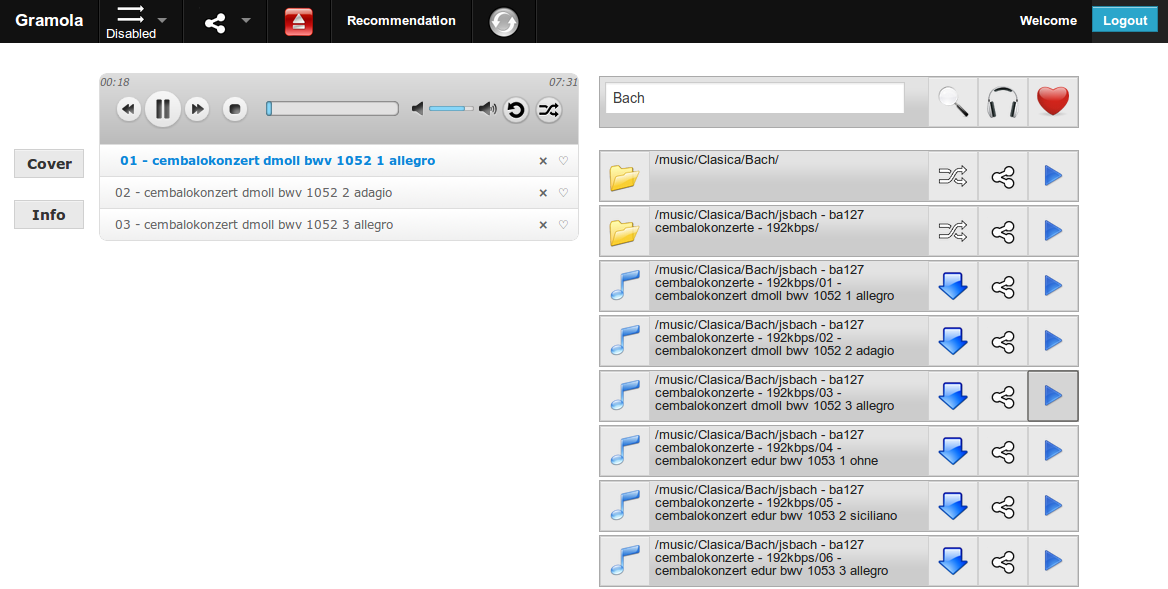 Gramola
Disabled
Recommendation
Welcome
Logout
00:18
07:31
Cover
Info
01 - cembalokonzert dmoll bwv 1052 1 allegro
×
02 - cembalokonzert dmoll bwv 1052 2 adagio
×
03 - cembalokonzert dmoll bwv 1052 3 allegro
×
Bach
/music/Clasica/Bach/
/music/Clasica/Bach/jsbach - ba127
cembalokonzerte - 192kbps/
/music/Clasica/Bach/jsbach - ba127
cembalokonzerte - 192kbps/01 -
cembalokonzert dmoll bwv 1052 1 allegro
/music/Clasica/Bach/jsbach - ba127
cembalokonzerte - 192kbps/02 -
cembalokonzert dmoll bwv 1052 2 adagio
/music/Clasica/Bach/jsbach - ba127
cembalokonzerte - 192kbps/03 -
cembalokonzert dmoll bwv 1052 3 allegro
/music/Clasica/Bach/jsbach - ba127
cembalokonzerte - 192kbps/04 -
cembalokonzert edur bwv 1053 1 ohne
/music/Clasica/Bach/jsbach - ba127
cembalokonzerte - 192kbps/05 -
cembalokonzert edur bwv 1053 2 siciliano
/music/Clasica/Bach/jsbach - ba127
cembalokonzerte - 192kbps/06 -
cembalokonzert edur bwv 1053 3 allegro